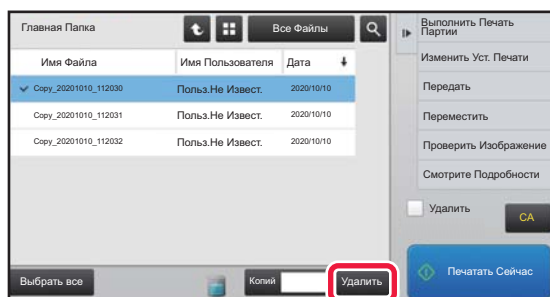 Главная Папка
Все Файлы
Имя Файла
Имя Пользователя
Дата
Copy_20201010_112030
Польз.Не Извест.
2020/10/10
Copy_20201010_112031
Польз.Не Извест.
2020/10/10
Copy_20201010_112032
Польз.Не Извест.
2020/10/10
Выбрать все
Копий
Удалить
Выполнить Печать
Партии
Изменить Уст. Печати
Передать
Переместить
Проверить Изображение
Смотрите Подробности
Удалить
CA
Печатать Сейчас